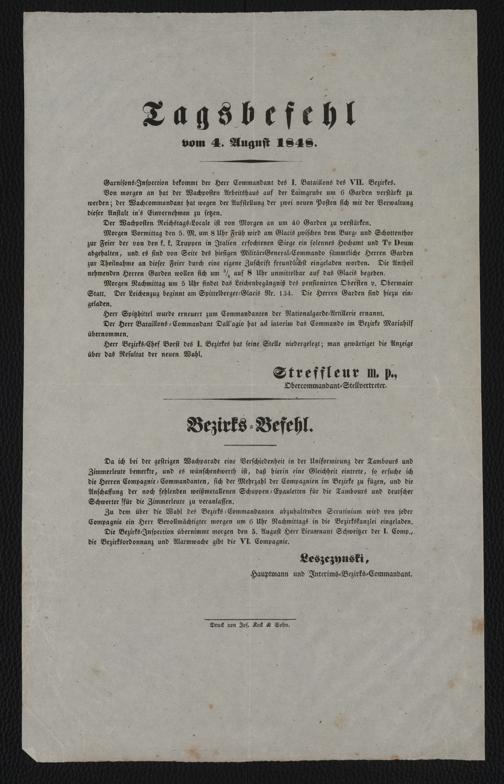 Tagsbefehl
vom 4. August 1848.
Garnisons-Inspection bekommt der Herr Commandant des I. Bataillons des VII. Bezirkes.
Von morgen an hat der Wachposten Arbeitshaus auf der Laimgrube um 6 Garden verstärkt zu
werden; der Wachcommandant hat wegen der Aufstellung der zwei neuen Posten sich mit der Verwaltung
dieser Anstalt in's Einvernehmen zu setzen.
Der Wachposten Reichstags-Locale ist von Morgen an um 40 Garden zu verstärken.
Morgen Vormittag den 5. M. um 8 Uhr Früh wird am Glacis zwischen dem Burg- und Schottenthor
zur Feier der von den k. k. Truppen in Italien erfochtenen Siege ein solennes Hochamt und Te Deum
abgehalten, und es sind von Seite des hiesigen Militär-General-Commando sämmtliche Herren Garden
zur Theilnahme an dieser Feier durch eine eigene Zuschrift freundlichst eingeladen worden. Die Antheil
nehmenden Herren Garden wollen sich um ¾ auf 8 Uhr unmittelbar auf das Glacis begeben.
Morgen Nachmittag um 5 Uhr findet das Leichenbegängniß des pensionirten Obersten v. Obermaier
Statt. Der Leichenzug beginnt am Spittelberger-Glacis Nr. 134. Die Herren Garden sind hiezu ein-
geladen.
Herr Spitzhittel wurde erneuert zum Commandanten der Nationalgarde-Artillerie ernannt.
Der Herr Bataillons-Commandant Dall'agio hat ad interim das Commando im Bezirke Mariahilf
übernommen.
Herr Bezirks-Chef Borst des I. Bezirkes hat seine Stelle niedergelegt; man gewärtiget die Anzeige
über das Resultat der neuen Wahl.
Streffleur m. p.,
Obercommandant-Stellvertreter.
Bezirks-Befehl.
Da ich bei der gestrigen Wachparade eine Verschiedenheit in der Uniformirung der Tambours und
Zimmerleute bemerkte, und es wünschenswerth ist, daß hierin eine Gleichheit eintrete, so ersuche ich
die Herren Compagnie-Commandanten, sich der Mehrzahl der Compagnien im Bezirke zu fügen, und die
Anschaffung der noch fehlenden weißmetallenen Schuppen-Epauletten für die Tambours und deutscher
Schwerter für die Zimmerleute zu veranlassen.
Zu dem über die Wahl des Bezirks-Commandanten abzuhaltenden Scrutinium wird von jeder
Compagnie ein Herr Bevollmächtigter morgen um 6 Uhr Nachmittags in die Bezirkskanzlei eingeladen.
Die Bezirks-Inspection übernimmt morgen den 5. August Herr Lieutenant Schweitzer der I. Comp.,
die Bezirksordonnanz und Alarmwache gibt die VI. Compagnie.
Leszczynski,
Hauptmann und Interims-Bezirks-Commandant.
Druck von Jos. Keck & Sohn.